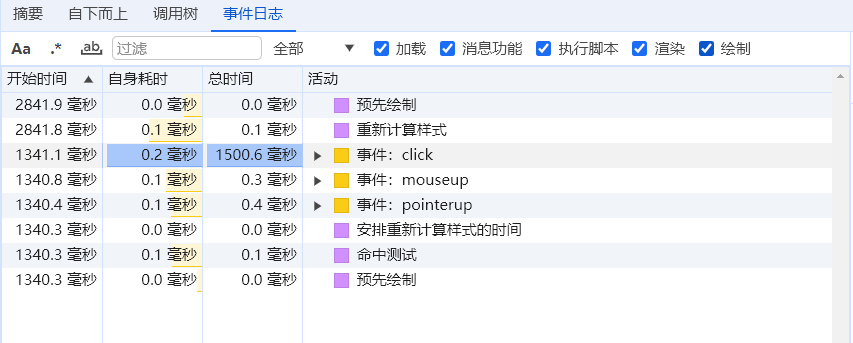 摘要 自下而上 调用树 事件日志
Aa .* ab 过滤 全部 加载 消息功能 执行脚本 渲染 绘制
开始时间 自身耗时 总时间 活动
2841.9 毫秒 0.0 毫秒 0.0 毫秒 预先绘制
2841.8 毫秒 0.1 毫秒 0.1 毫秒 重新计算样式
1341.1 毫秒 0.2 毫秒 1500.6 毫秒 事件：click
1340.8 毫秒 0.1 毫秒 0.3 毫秒 事件：mouseup
1340.4 毫秒 0.1 毫秒 0.4 毫秒 事件：pointerup
1340.3 毫秒 0.0 毫秒 0.0 毫秒 安排重新计算样式的时间
1340.3 毫秒 0.1 毫秒 0.1 毫秒 命中测试
1340.3 毫秒 0.0 毫秒 0.0 毫秒 预先绘制